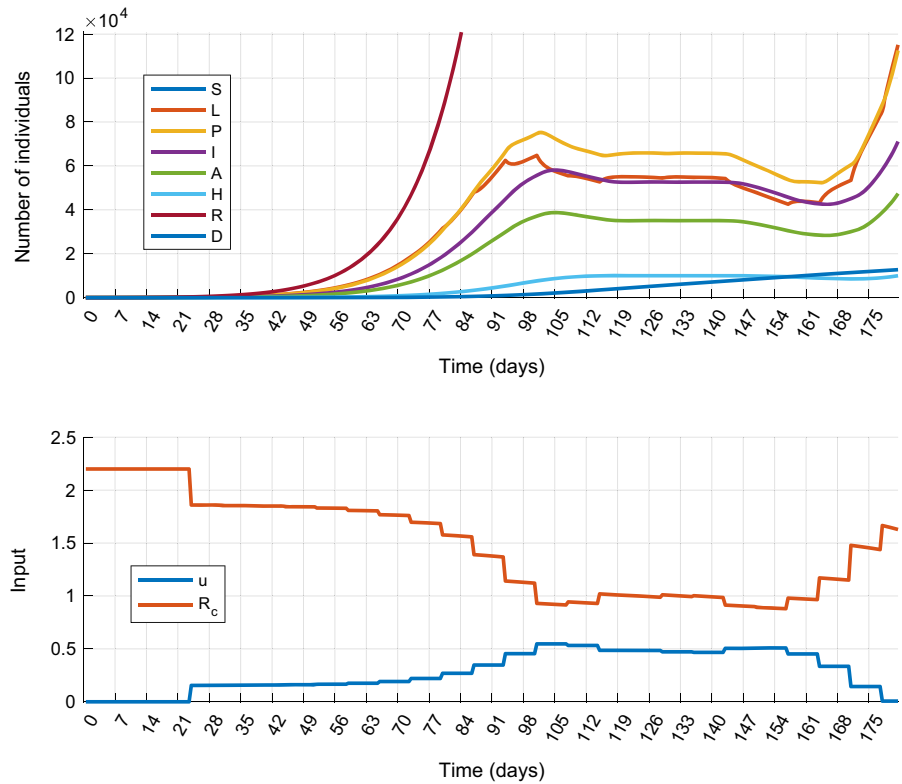 ×10⁴
12
10
8
6
4
2
0
Number of individuals
S
L
P
I
A
H
R
D
0 7 14 21 28 35 42 49 56 63 70 77 84 91 98 105 112 119 126 133 140 147 154 161 168 175
Time (days)
2.5
2
1.5
1
0.5
0
Input
u
R_c
0 7 14 21 28 35 42 49 56 63 70 77 84 91 98 105 112 119 126 133 140 147 154 161 168 175
Time (days)